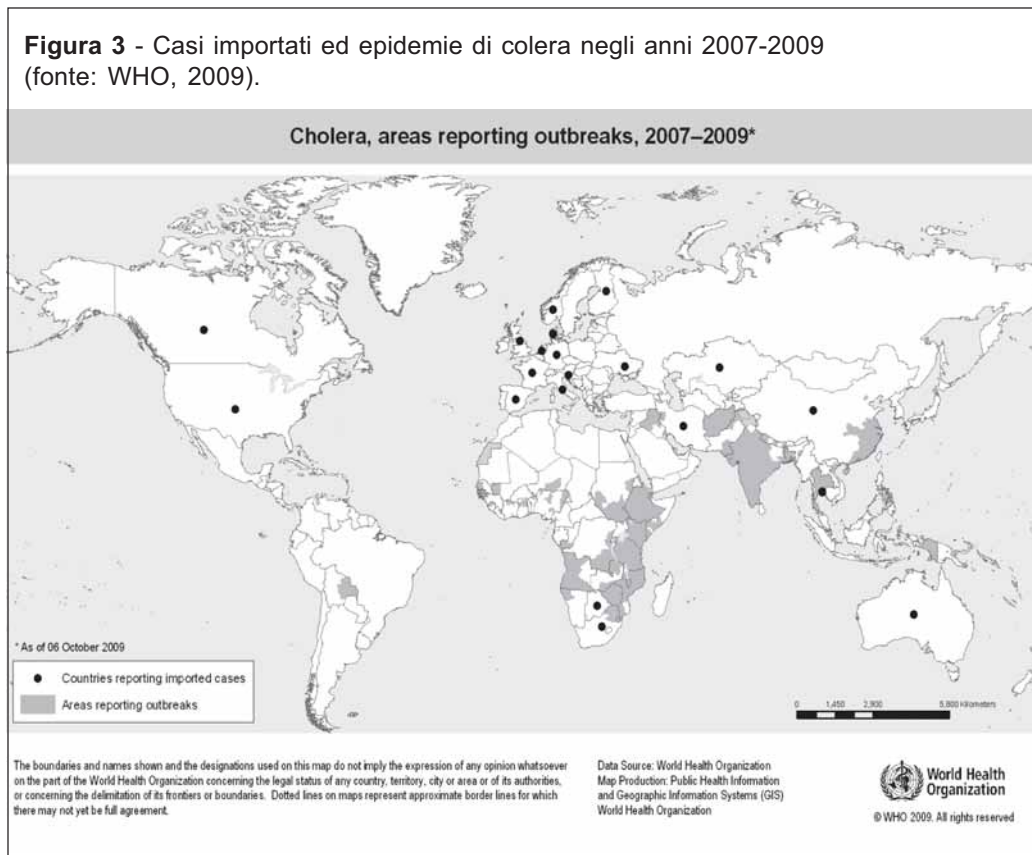 Figura 3 - Casi importati ed epidemie di colera negli anni 2007-2009
(fonte: WHO, 2009).
Cholera, areas reporting outbreaks, 2007–2009*
* As of 06 October 2009
Countries reporting imported cases
Areas reporting outbreaks
0 1,450 2,900 5,800 Kilometers
The boundaries and names shown and the designations used on this map do not imply the expression of any opinion whatsoever
on the part of the World Health Organization concerning the legal status of any country, territory, city or area or of its authorities,
or concerning the delimitation of its frontiers or boundaries. Dotted lines on maps represent approximate border lines for which
there may not yet be full agreement.
Data Source: World Health Organization
Map Production: Public Health Information
and Geographic Information Systems (GIS)
World Health Organization
World Health
Organization
© WHO 2009. All rights reserved